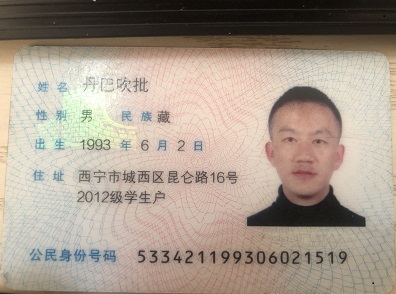 姓名 丹巴吹批
性别 男 民族 藏
出生 1993 年 6 月 2 日
住址 西宁市城西区昆仑路16号
2012级学生户
公民身份号码 533421199306021519